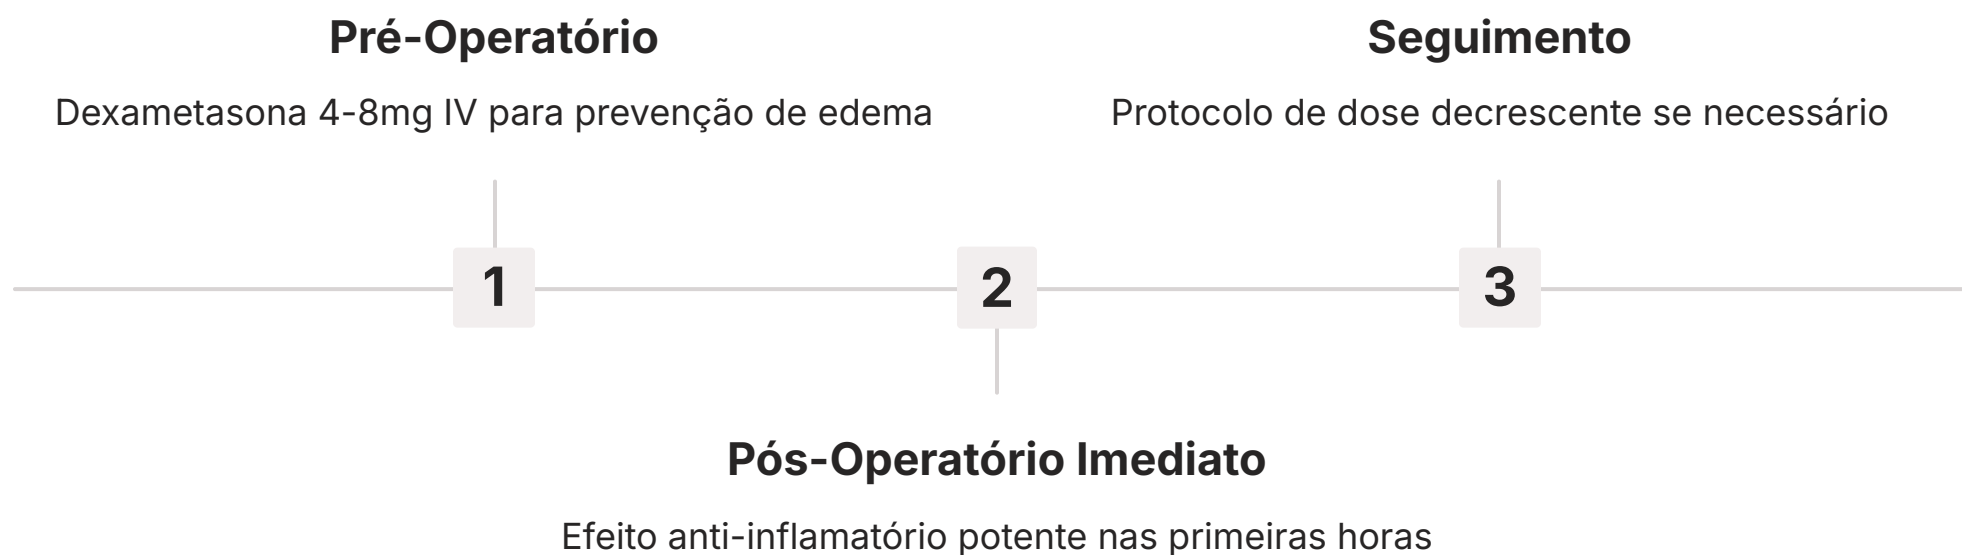 Pré-Operatório
Dexametasona 4-8mg IV para prevenção de edema
Seguimento
Protocolo de dose decrescente se necessário
1
2
3
Pós-Operatório Imediato
Efeito anti-inflamatório potente nas primeiras horas